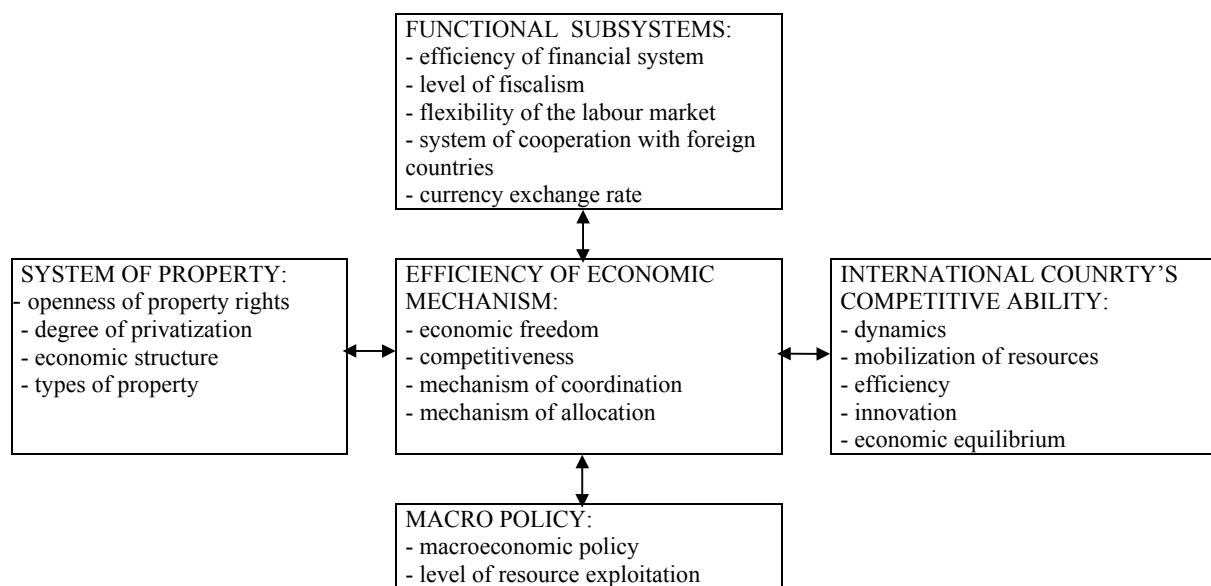 FUNCTIONAL SUBSYSTEMS:
- efficiency of financial system
- level of fiscalism
- flexibility of the labour market
- system of cooperation with foreign
countries
- currency exchange rate
SYSTEM OF PROPERTY:
- openness of property rights
- degree of privatization
- economic structure
- types of property
EFFICIENCY OF ECONOMIC
MECHANISM:
- economic freedom
- competitiveness
- mechanism of coordination
- mechanism of allocation
INTERNATIONAL COUNRTY'S
COMPETITIVE ABILITY:
- dynamics
- mobilization of resources
- efficiency
- innovation
- economic equilibrium
MACRO POLICY:
- macroeconomic policy
- level of resource exploitation